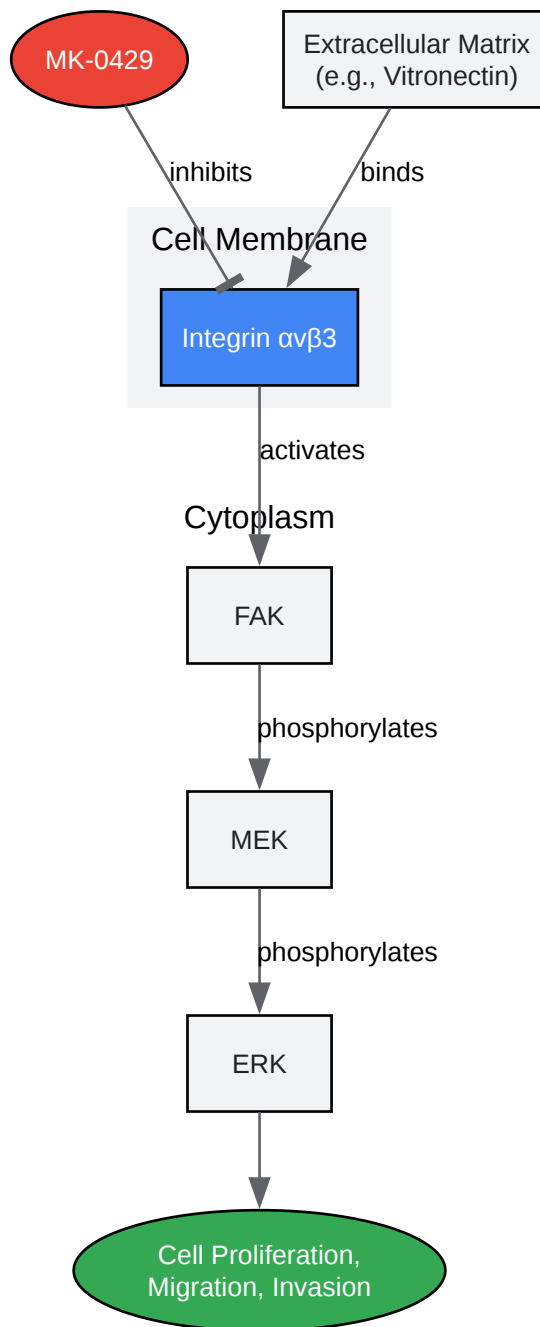 MK-0429
Extracellular Matrix
(e.g., Vitronectin)
inhibits
binds
Cell Membrane
Integrin αvβ3
activates
Cytoplasm
FAK
phosphorylates
MEK
phosphorylates
ERK
Cell Proliferation,
Migration, Invasion